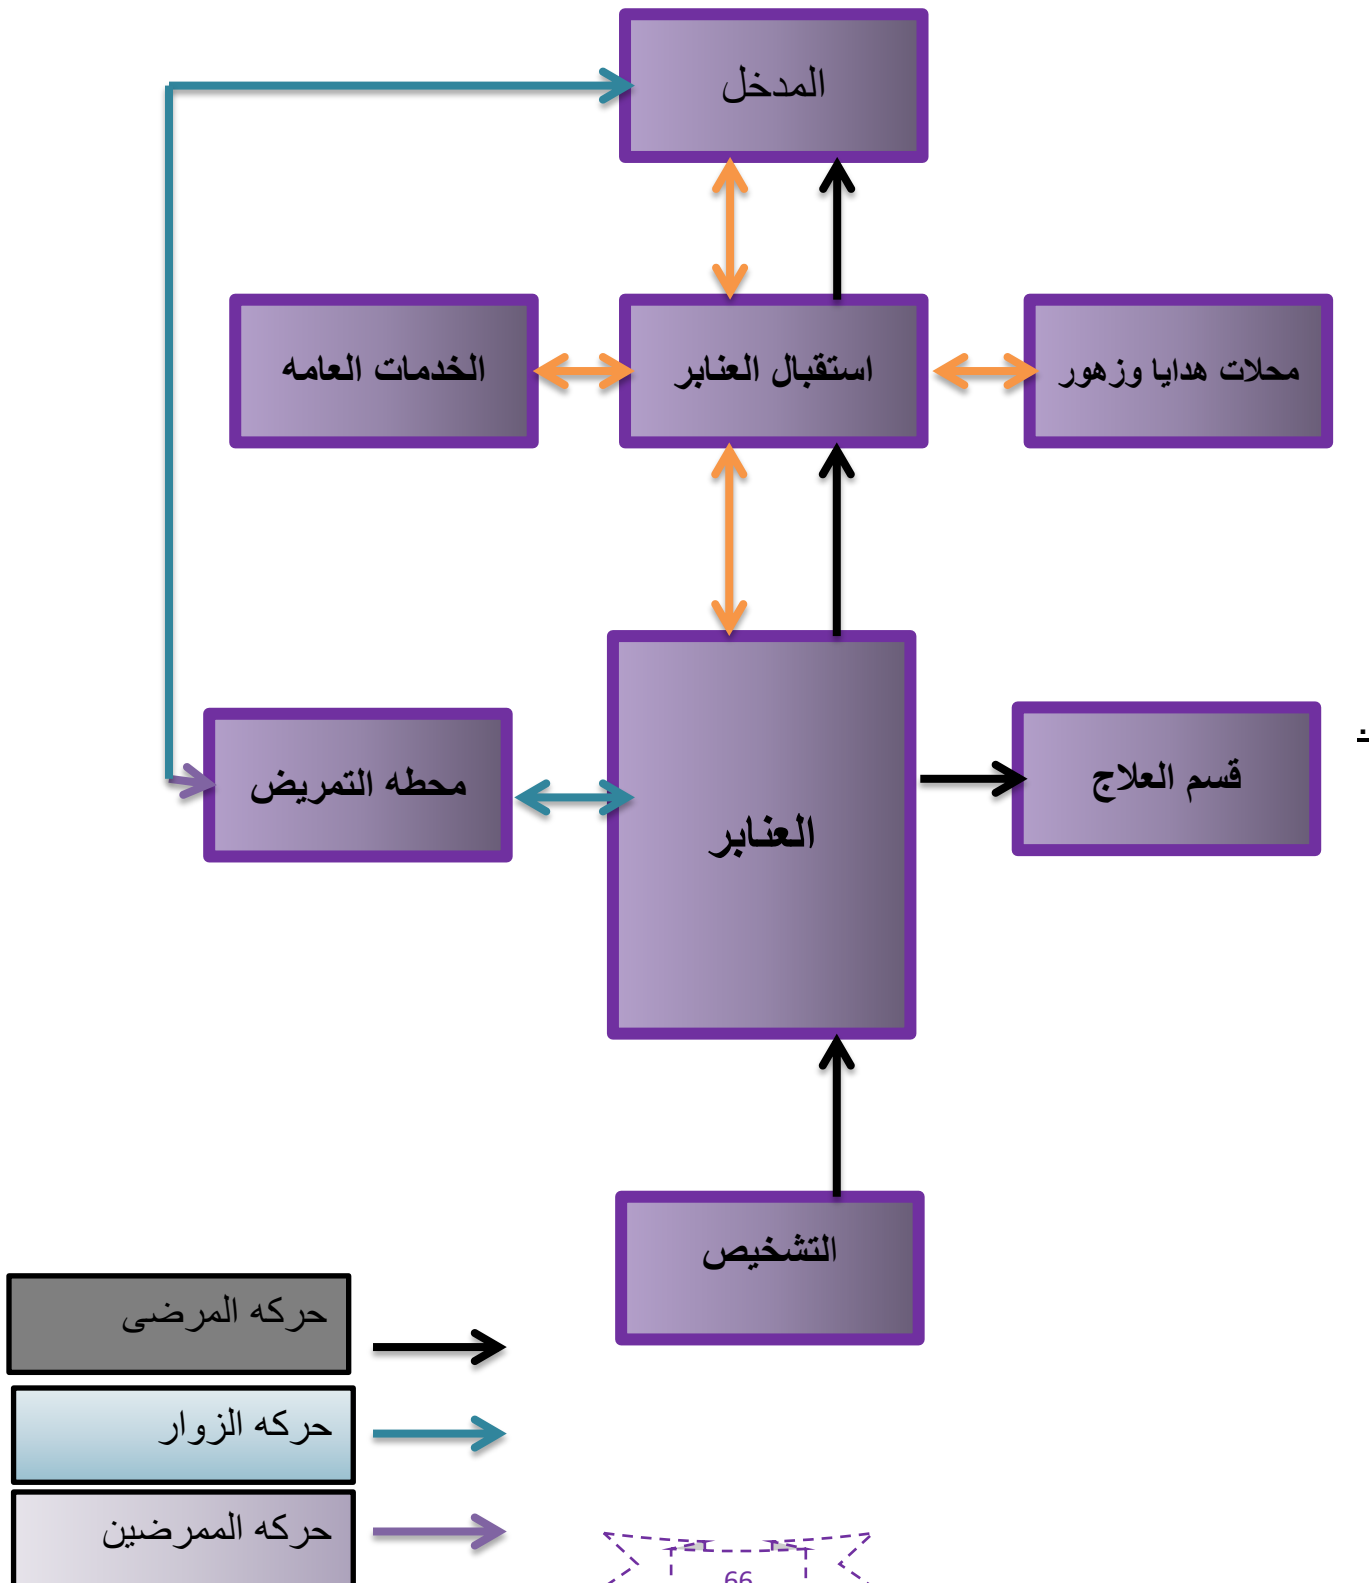 المدخل
الخدمات العامه
استقبال العنابر
محلات هدايا وزهور
محطه التمريض
العنابر
قسم العلاج
.
التشخيص
حركه المرضى
حركه الزوار
حركه الممرضين
66